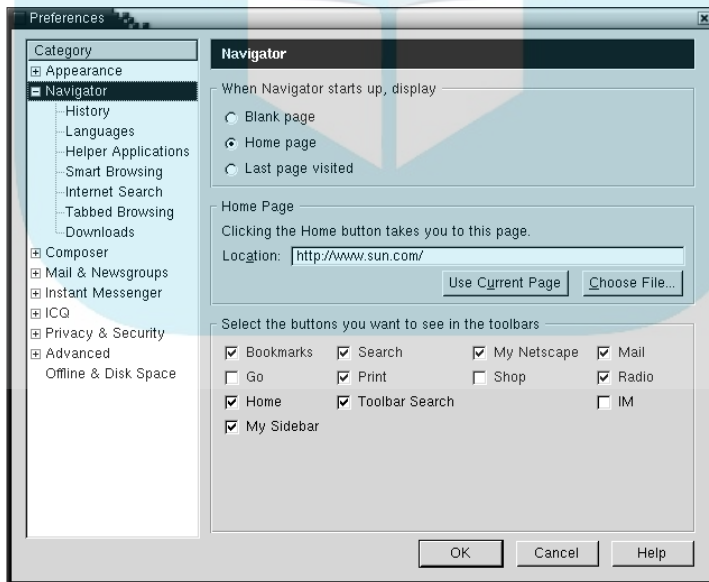 Preferences
Category
Appearance
Navigator
History
Languages
Helper Applications
Smart Browsing
Internet Search
Tabbed Browsing
Downloads
Composer
Mail & Newsgroups
Instant Messenger
ICQ
Privacy & Security
Advanced
Offline & Disk Space
Navigator
When Navigator starts up, display
Blank page
Home page
Last page visited
Home Page
Clicking the Home button takes you to this page.
Location: http://www.sun.com/
Use Current Page Choose File...
Select the buttons you want to see in the toolbars
Bookmarks Search My Netscape Mail
Go Print Shop Radio
Home Toolbar Search IM
My Sidebar
OK Cancel Help